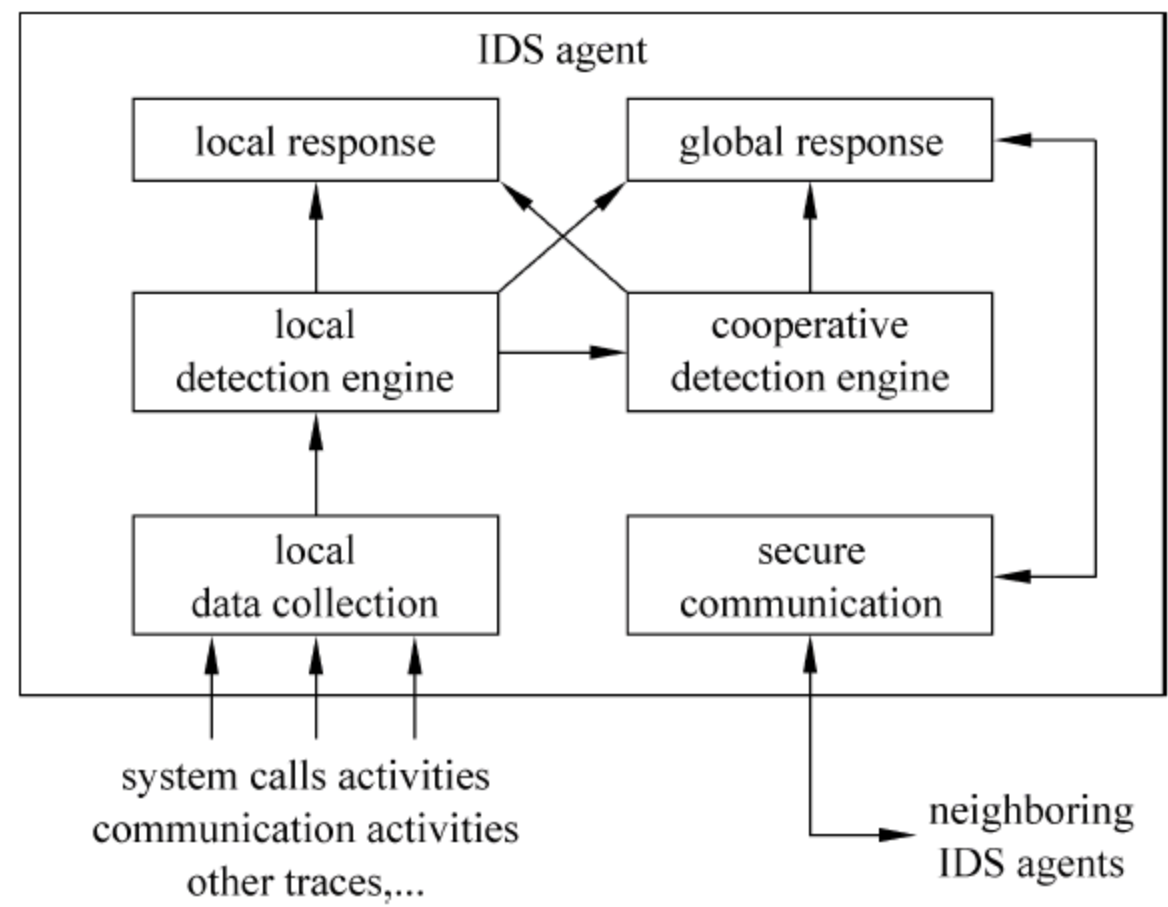 IDS agent
local response
global response
local
detection engine
cooperative
detection engine
local
data collection
secure
communication
system calls activities
communication activities
other traces,...
neighboring
IDS agents